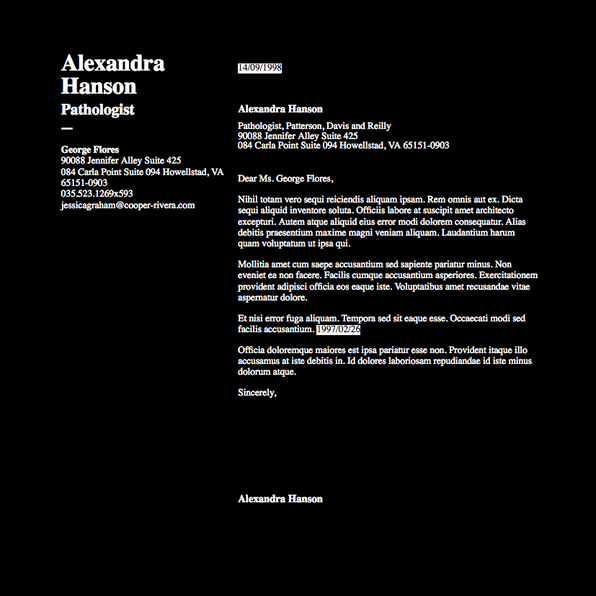 Alexandra
Hanson
Pathologist
George Flores
90088 Jennifer Alley Suite 425
084 Carla Point Suite 094 Howellstad, VA
65151-0903
035.523.1269x593
jessicagraham@cooper-rivera.com
14/09/1998
Alexandra Hanson
Pathologist, Patterson, Davis and Reilly
90088 Jennifer Alley Suite 425
084 Carla Point Suite 094 Howellstad, VA 65151-0903
Dear Ms. George Flores,
Nihil totam vero sequi reiciendis aliquam ipsam. Rem omnis aut ex. Dicta
sequi aliquid inventore soluta. Officiis labore at suscipit amet architecto
excepturi. Autem atque aliquid eius error modi dolorem consequatur. Alias
debitis praesentium maxime magni veniam aliquam. Laudantium harum
quam voluptatum ut ipsa qui.
Mollitia amet cum saepe accusantium sed sapiente pariatur minus. Non
eveniet ea non facere. Facilis cumque accusantium asperiores. Exercitationem
provident adipisci officia eos eaque iste. Voluptatibus amet recusandae vitae
aspernatur dolore.
Et nisi error fuga aliquam. Tempora sed sit eaque esse. Occaecati modi sed
facilis accusantium. 1997/02/26
Officia doloremque maiores est ipsa pariatur esse non. Provident itaque illo
accusamus at iste debitis in. Id dolores laboriosam repudiandae id iste minus
dolorum atque.
Sincerely,
Alexandra Hanson